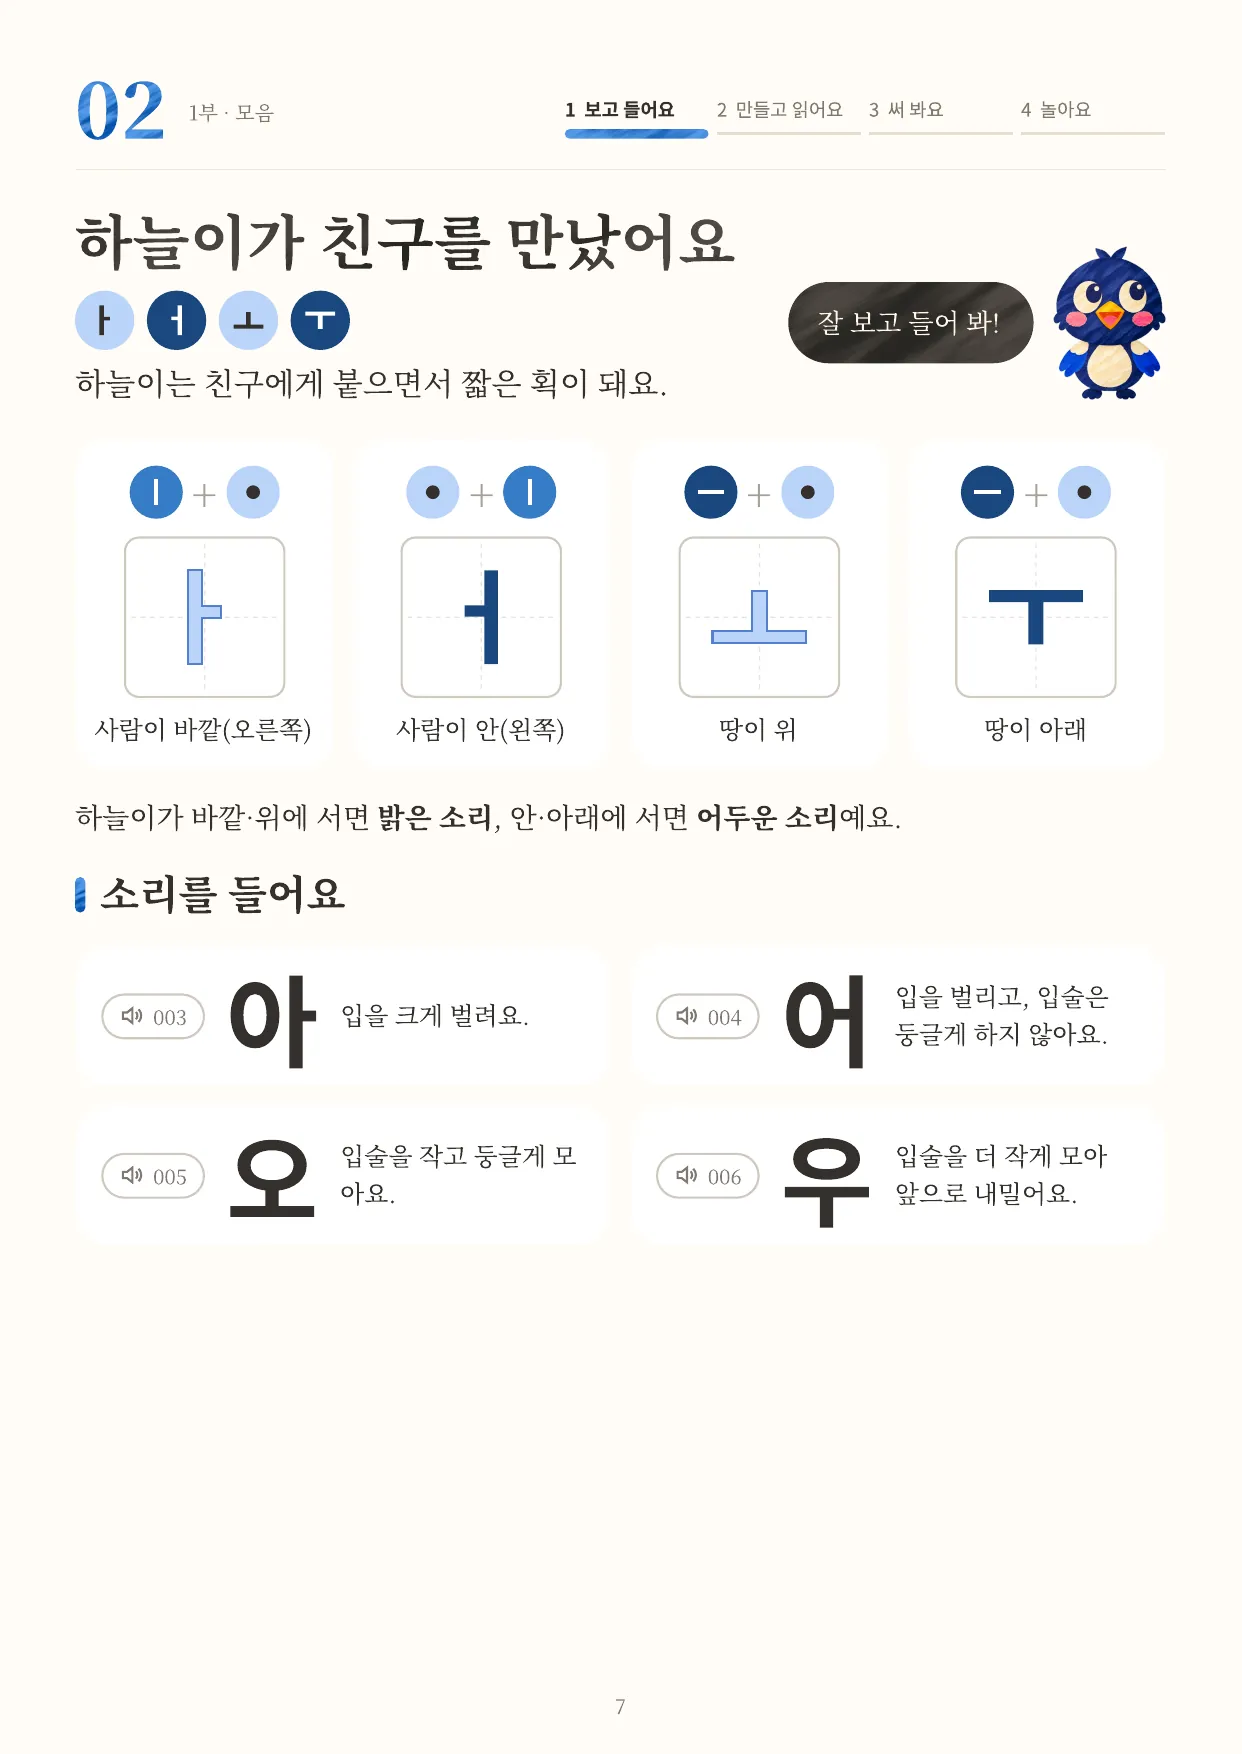 02 1부 · 모음
1 보고 들어요 2 만들고 읽어요 3 써 봐요 4 놀아요
하늘이가 친구를 만났어요
ㅏ ㅓ ㅗ ㅜ
잘 보고 들어 봐!
하늘이는 친구에게 붙으면서 짧은 획이 돼요.
ㅣ + •
• + ㅣ
ㅡ + •
ㅡ + •
ㅏ ㅓ ㅗ ㅜ
사람이 바깥(오른쪽)
사람이 안(왼쪽)
땅이 위
땅이 아래
하늘이가 바깥·위에 서면 밝은 소리, 안·아래에 서면 어두운 소리예요.
소리를 들어요
003 아 입을 크게 벌려요.
004 어 입을 벌리고, 입술은
둥글게 하지 않아요.
005 오 입술을 작고 둥글게 모
아요.
006 우 입술을 더 작게 모아
앞으로 내밀어요.
7